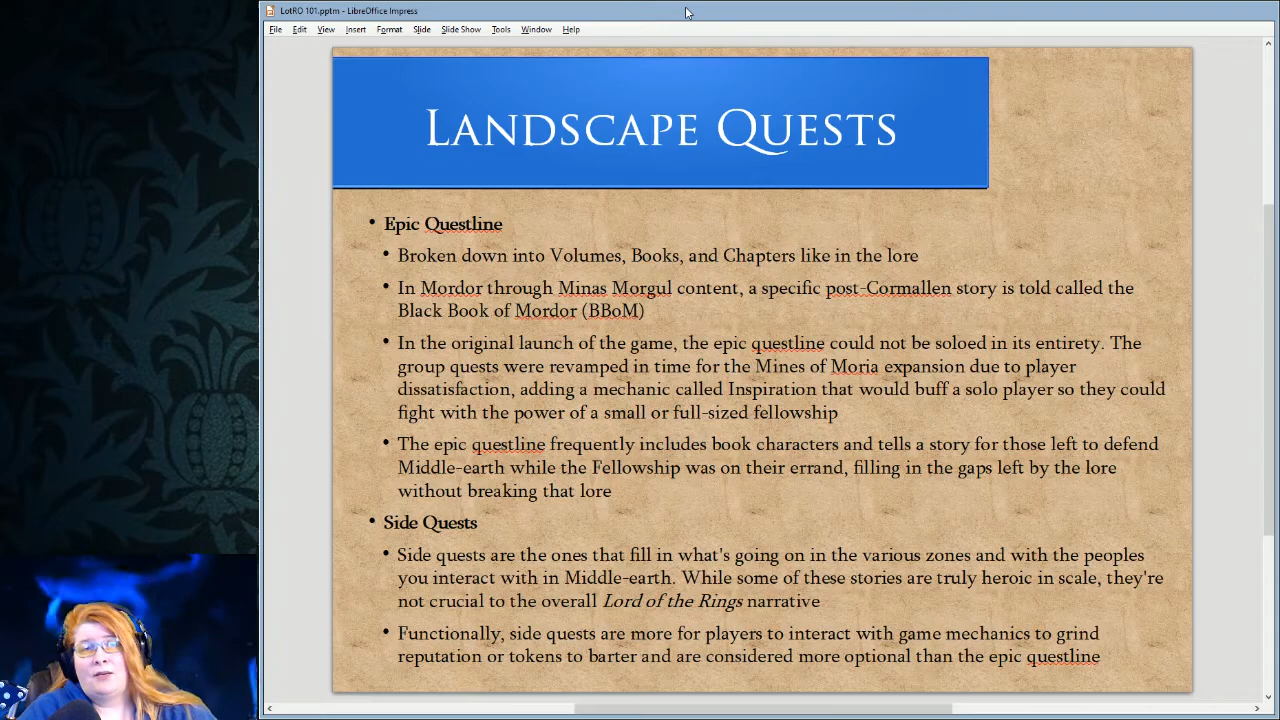 LotRO 101.pptm - LibreOffice Impress
File Edit View Insert Format Slide Slide Show Tools Window Help
Landscape Quests
• Epic Questline
• Broken down into Volumes, Books, and Chapters like in the lore
• In Mordor through Minas Morgul content, a specific post-Cormallen story is told called the
Black Book of Mordor (BBoM)
• In the original launch of the game, the epic questline could not be soloed in its entirety. The
group quests were revamped in time for the Mines of Moria expansion due to player
dissatisfaction, adding a mechanic called Inspiration that would buff a solo player so they could
fight with the power of a small or full-sized fellowship
• The epic questline frequently includes book characters and tells a story for those left to defend
Middle-earth while the Fellowship was on their errand, filling in the gaps left by the lore
without breaking that lore
• Side Quests
• Side quests are the ones that fill in what's going on in the various zones and with the peoples
you interact with in Middle-earth. While some of these stories are truly heroic in scale, they're
not crucial to the overall Lord of the Rings narrative
• Functionally, side quests are more for players to interact with game mechanics to grind
reputation or tokens to barter and are considered more optional than the epic questline